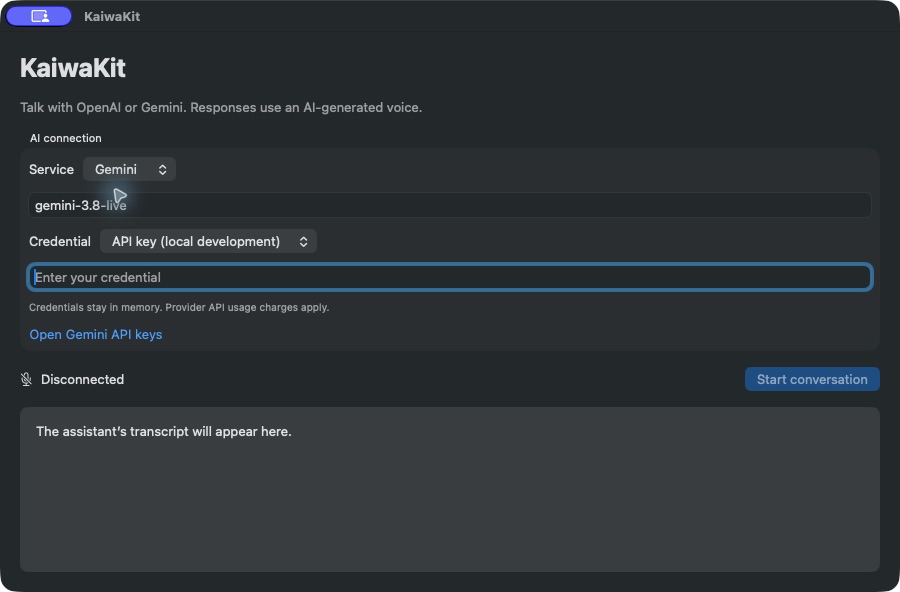 KaiwaKit
KaiwaKit
Talk with OpenAI or Gemini. Responses use an AI-generated voice.
AI connection
Service Gemini
gemini-3.8-live
Credential API key (local development)
Enter your credential
Credentials stay in memory. Provider API usage charges apply.
Open Gemini API keys
Disconnected Start conversation
The assistant's transcript will appear here.